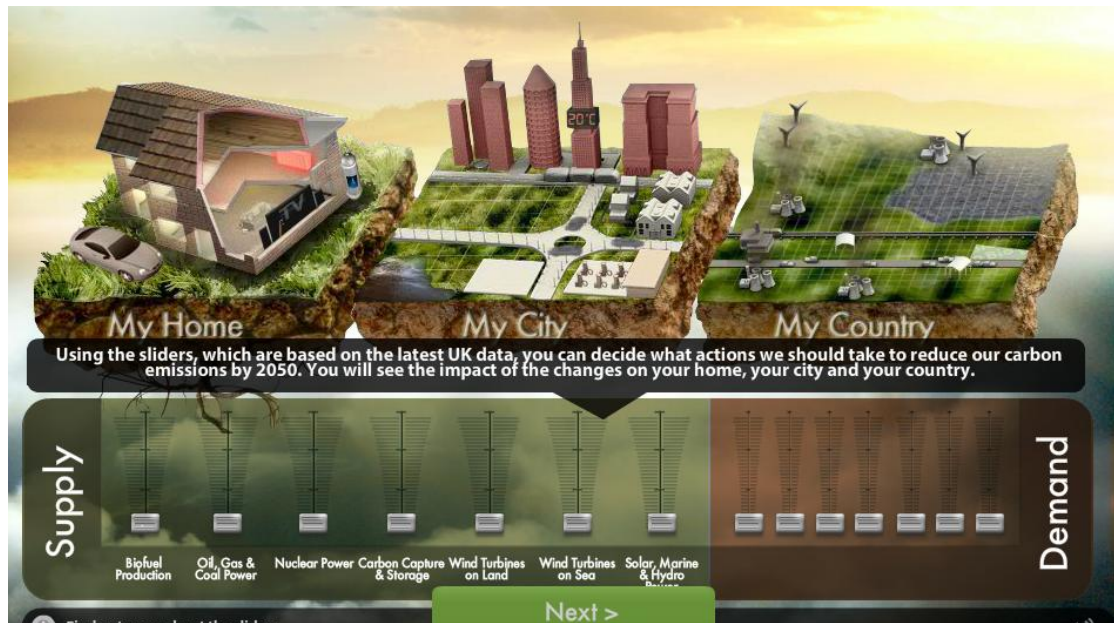 20°C
TV
My Home
My City
My Country
Using the sliders, which are based on the latest UK data, you can decide what actions we should take to reduce our carbon
emissions by 2050. You will see the impact of the changes on your home, your city and your country.
Supply
Biofuel
Production
Oil, Gas &
Coal Power
Nuclear Power
Carbon Capture
& Storage
Wind Turbines
on Land
Wind Turbines
on Sea
Solar, Marine
& Hydro
Power
Demand
Next >